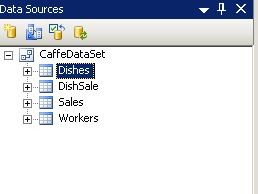 Data Sources
CaffeDataSet
Dishes
DishSale
Sales
Workers